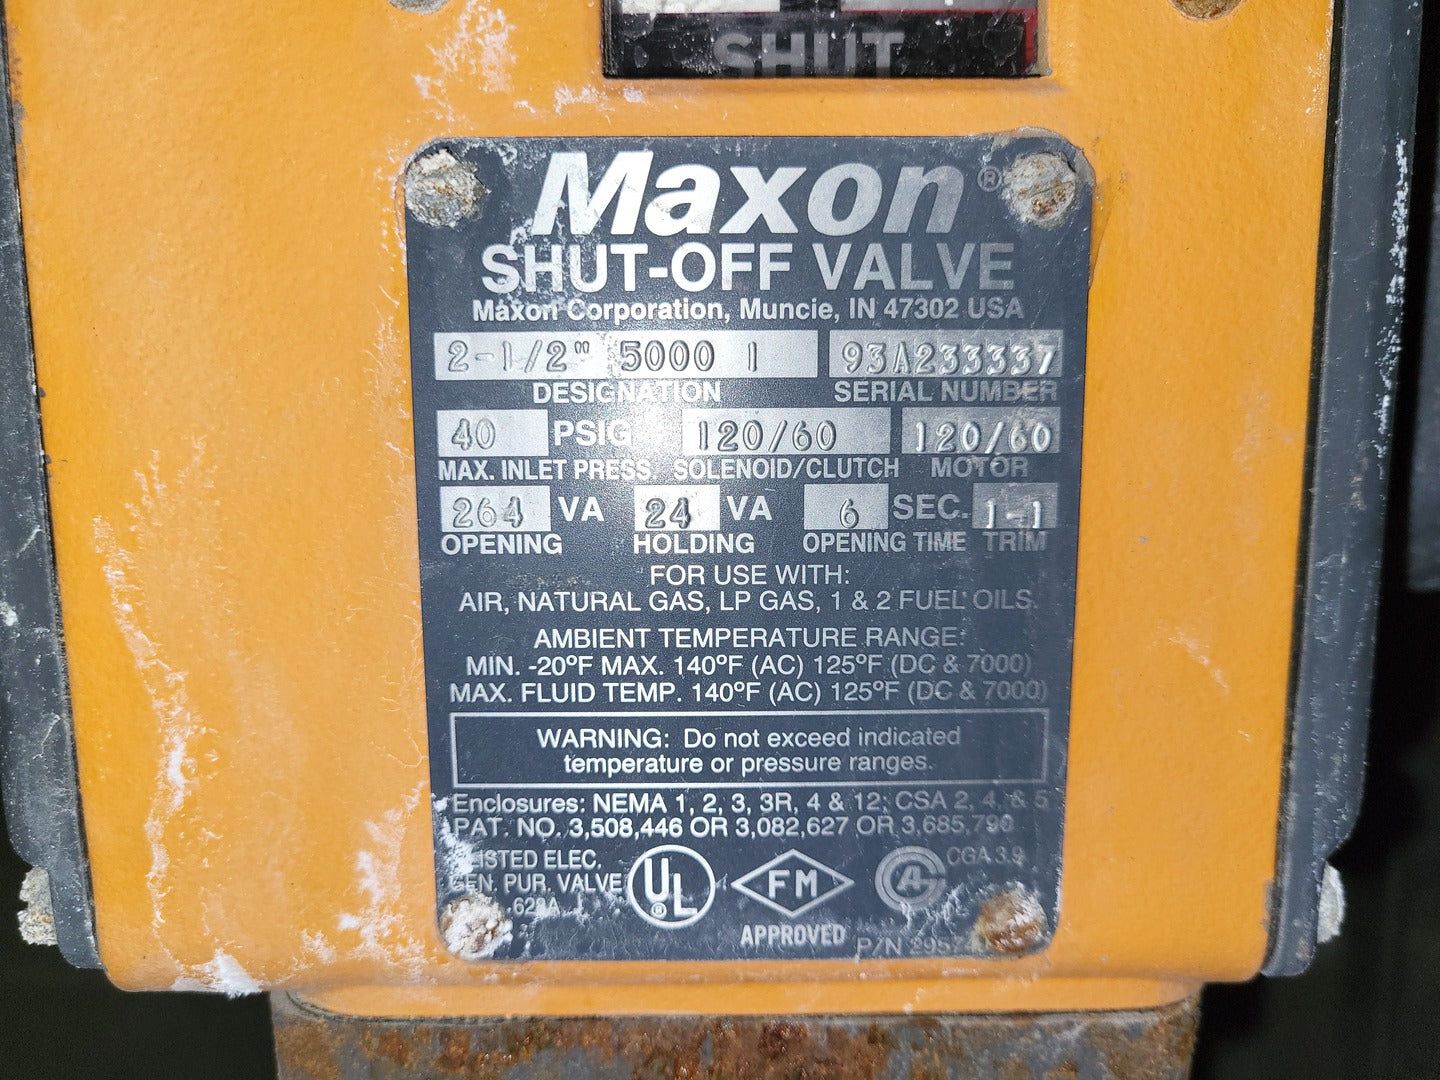 SHUT
Maxon®
SHUT-OFF VALVE
Maxon Corporation, Muncie, IN 47302 USA
2-1/2" 5000 1 93A233337
DESIGNATION SERIAL NUMBER
40 PSIG 120/60 120/60
MAX. INLET PRESS. SOLENOID/CLUTCH MOTOR
264 VA 24 VA 6 SEC. 1-1
OPENING HOLDING OPENING TIME TRIM
FOR USE WITH:
AIR, NATURAL GAS, LP GAS, 1 & 2 FUEL OILS.
AMBIENT TEMPERATURE RANGE:
MIN. -20°F MAX. 140°F (AC) 125°F (DC & 7000)
MAX. FLUID TEMP. 140°F (AC) 125°F (DC & 7000)
WARNING: Do not exceed indicated
temperature or pressure ranges.
Enclosures: NEMA 1, 2, 3, 3R, 4 & 12; CSA 2, 4, & 5
PAT. NO. 3,508,446 OR 3,082,627 OR 3,685,790
LISTED ELEC.
GEN. PUR. VALVE
UL®
FM
APPROVED
AG
CGA 3.9
P/N